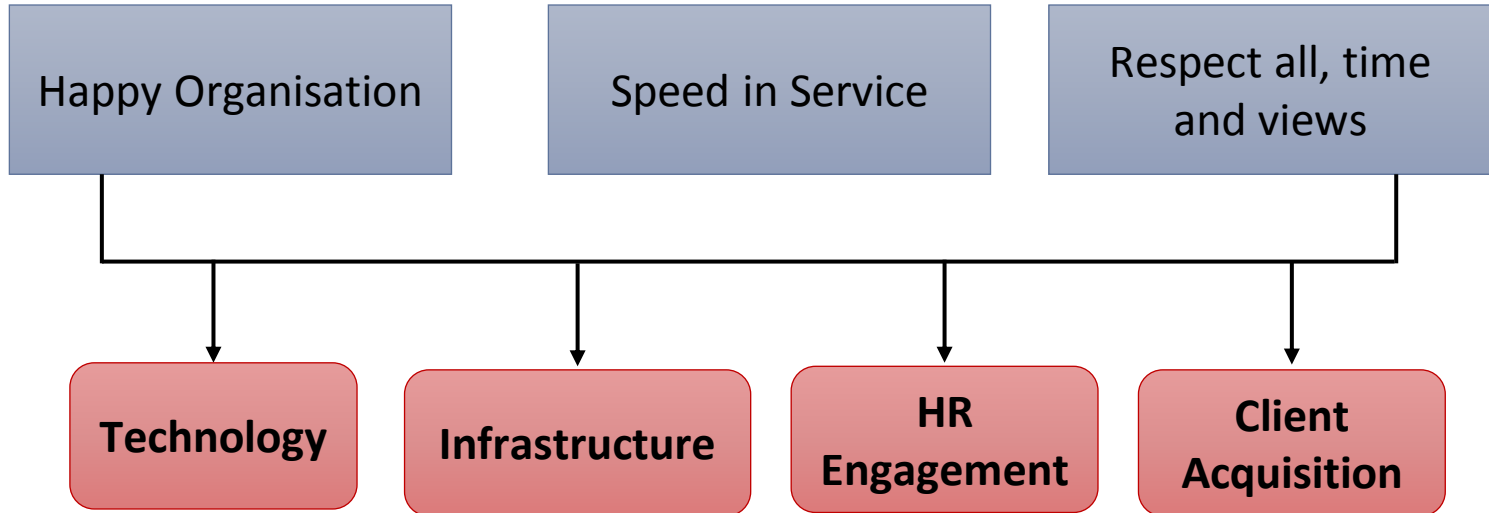 Happy Organisation
Speed in Service
Respect all, time
and views
Technology
Infrastructure
HR
Engagement
Client
Acquisition